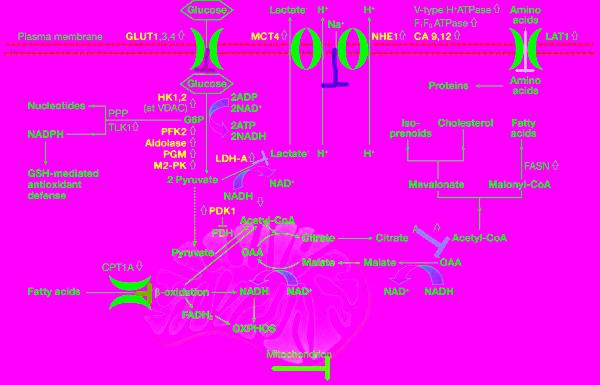 Glucose
Lactate⁻
H⁺
Na⁺
H⁺
V-type H⁺ATPase ⇧
F₁F₀ ATPase ⇧
Amino
acids
Plasma membrane
GLUT1,3,4 ⇧
MCT4 ⇧
NHE1 ⇧
CA 9,12 ⇧
LAT1 ⇧
Glucose
Proteins
Amino
acids
HK1,2
(at VDAC)
2ADP
2NAD⁺
Nucleotides
PPP
TLK1 ⇧
G6P
2ATP
2NADH
NADPH
PFK2
Aldolase
PGM
M2-PK
Iso-
prenoids
Cholesterol
Fatty
acids
LDH-A ⇧
Lactate⁻
H⁺
H⁺
FASN ⇧
GSH-mediated
antioxidant
defense
2 Pyruvate
NADH
NAD⁺
Mevalonate
Malonyl-CoA
⇧ PDK1
PDH
Acetyl-CoA
Pyruvate
OAA
Citrate
Citrate
Acetyl-CoA
CPT1A ⇧
Malate
Malate
OAA
Fatty acids
β-oxidation
NADH
NAD⁺
NAD⁺
NADH
FADH₂
OXPHOS
Mitochondrion